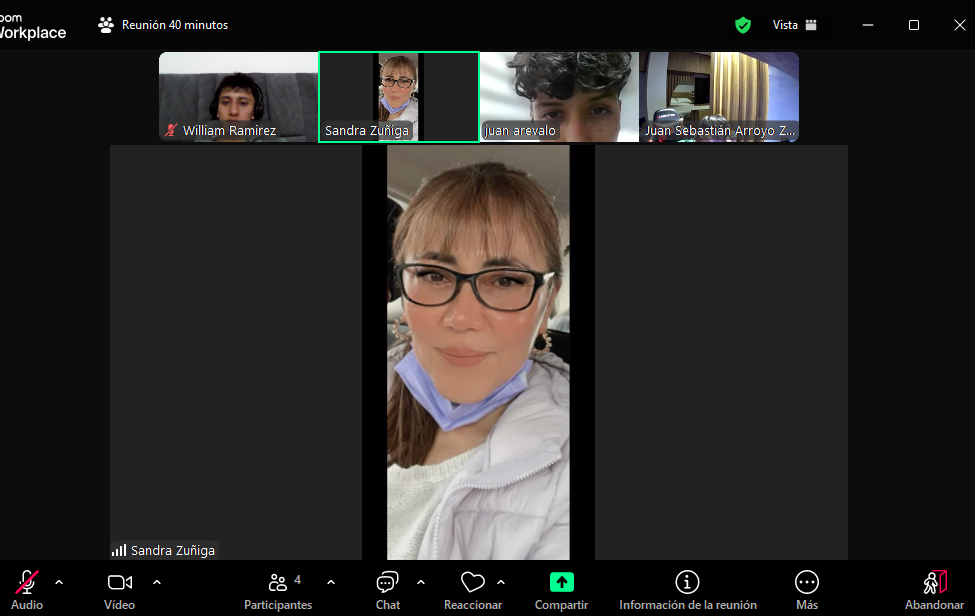 oom
Workplace
Reunión 40 minutos
Vista
William Ramirez
Sandra Zuñiga
juan arevalo
Juan Sebastián Arroyo Z...
Sandra Zuñiga
Audio
Vídeo
4
Participantes
Chat
Reaccionar
Compartir
Información de la reunión
Más
Abandonar